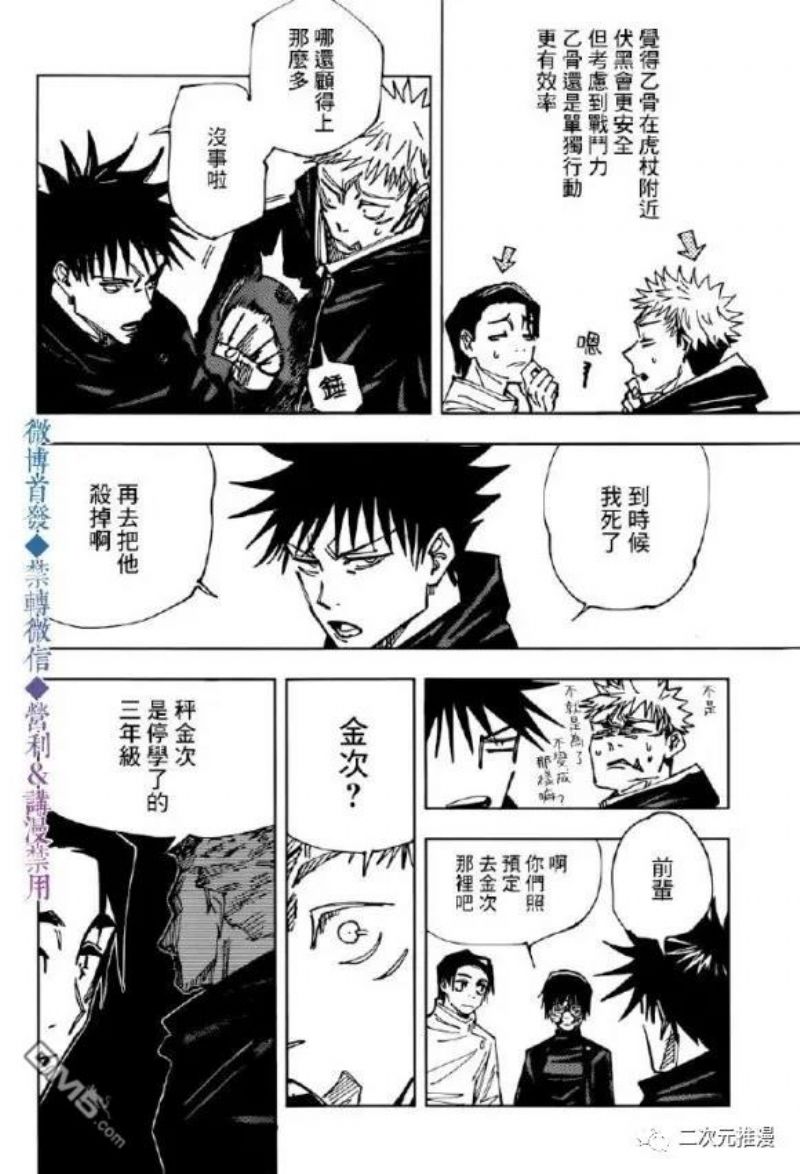 覺得乙骨在虎杖附近
伏黑會更安全
但考慮到戰鬥力
乙骨還是單獨行動
更有效率
嗯
哪還顧得上
那麼多
沒事啦
錘
到時候
我死了
再去把他
殺掉啊
不是
不就是為了
不變成
那樣嘛?
前輩
啊
你們照
預定
去金次
那裡吧
金次?
秤金次
是停學了的
三年級
微博首發◆禁轉微信◆營利&講漫禁用
DM5
.com
二次元推漫